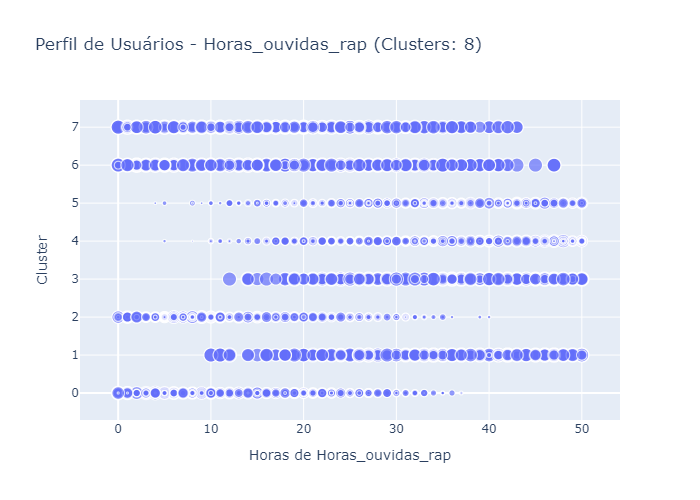 Perfil de Usuários - Horas_ouvidas_rap (Clusters: 8)
7
6
5
4
3
2
1
0
Cluster
0 10 20 30 40 50
Horas de Horas_ouvidas_rap